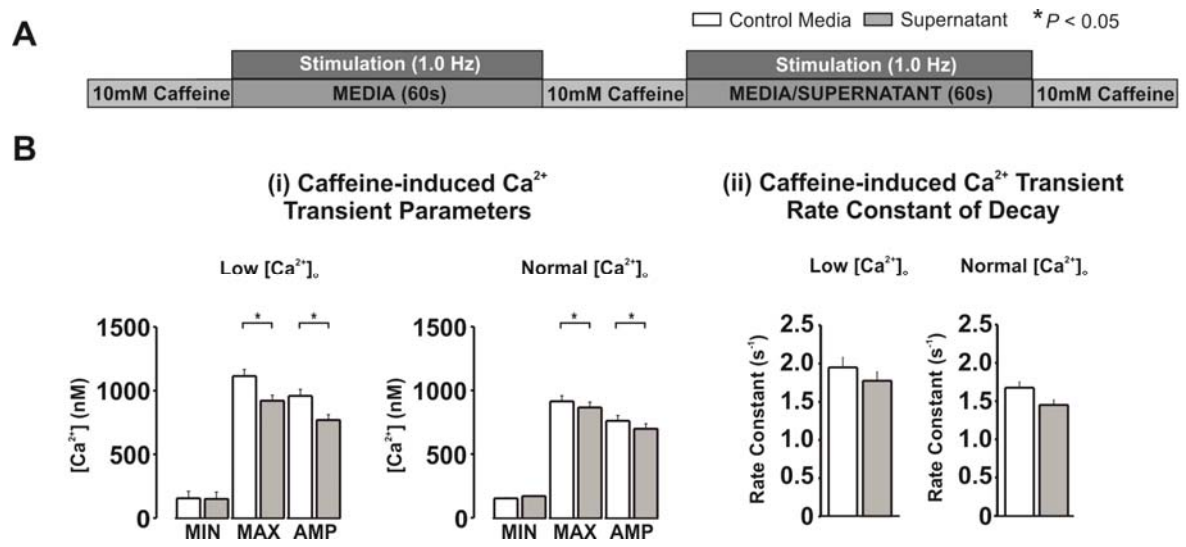 Control Media Supernatant *P < 0.05
A
Stimulation (1.0 Hz) Stimulation (1.0 Hz)
10mM Caffeine MEDIA (60s) 10mM Caffeine MEDIA/SUPERNATANT (60s) 10mM Caffeine
B
(i) Caffeine-induced Ca²⁺
Transient Parameters
Low [Ca²⁺]ₒ
[Ca²⁺] (nM)
1500
1000
500
0
* *
MIN MAX AMP
Normal [Ca²⁺]ₒ
[Ca²⁺] (nM)
1500
1000
500
0
* *
MIN MAX AMP
(ii) Caffeine-induced Ca²⁺ Transient
Rate Constant of Decay
Low [Ca²⁺]ₒ
Rate Constant (s⁻¹)
2.5
2.0
1.5
1.0
0.5
0
Normal [Ca²⁺]ₒ
Rate Constant (s⁻¹)
2.5
2.0
1.5
1.0
0.5
0